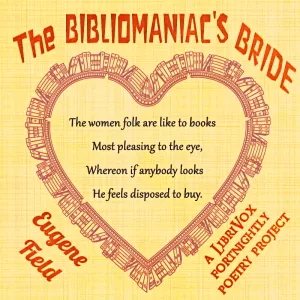 The BIBLIOMANIAC'S BRIDE
The women folk are like to books
Most pleasing to the eye,
Whereon if anybody looks
He feels disposed to buy.
Eugene
Field
a LibriVox
fortnightly
poetry project